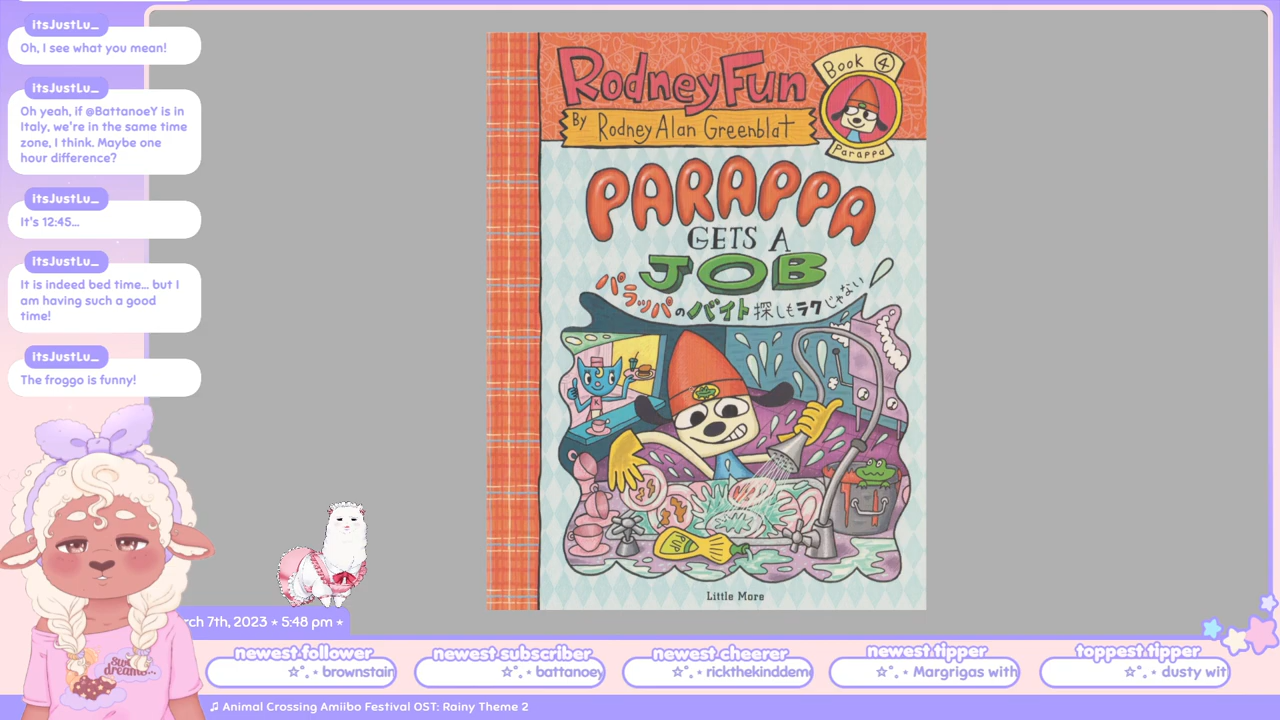 itsJustLu_
Oh, I see what you mean!
itsJustLu_
Oh yeah, if @BattanoeY is in
Italy, we're in the same time
zone, I think. Maybe one
hour difference?
itsJustLu_
It's 12:45...
itsJustLu_
It is indeed bed time... but I
am having such a good
time!
itsJustLu_
The froggo is funny!
Rodney Fun
By Rodney Alan Greenblat
Book 4
Parappa
PARAPPA
GETS A
JOB
パラッパのバイト探しもラクじゃない
K
Little More
sweet
dreams...
rch 7th, 2023 ⋆ 5:48 pm ⋆
newest follower
☆°. ⋆ brownstain
newest subscriber
☆°. ⋆ battanoey
newest cheerer
☆°. ⋆ rickthekinddem
newest tipper
☆°. ⋆ Margrigas with
toppest tipper
☆°. ⋆ dusty wit
♫ Animal Crossing Amiibo Festival OST: Rainy Theme 2